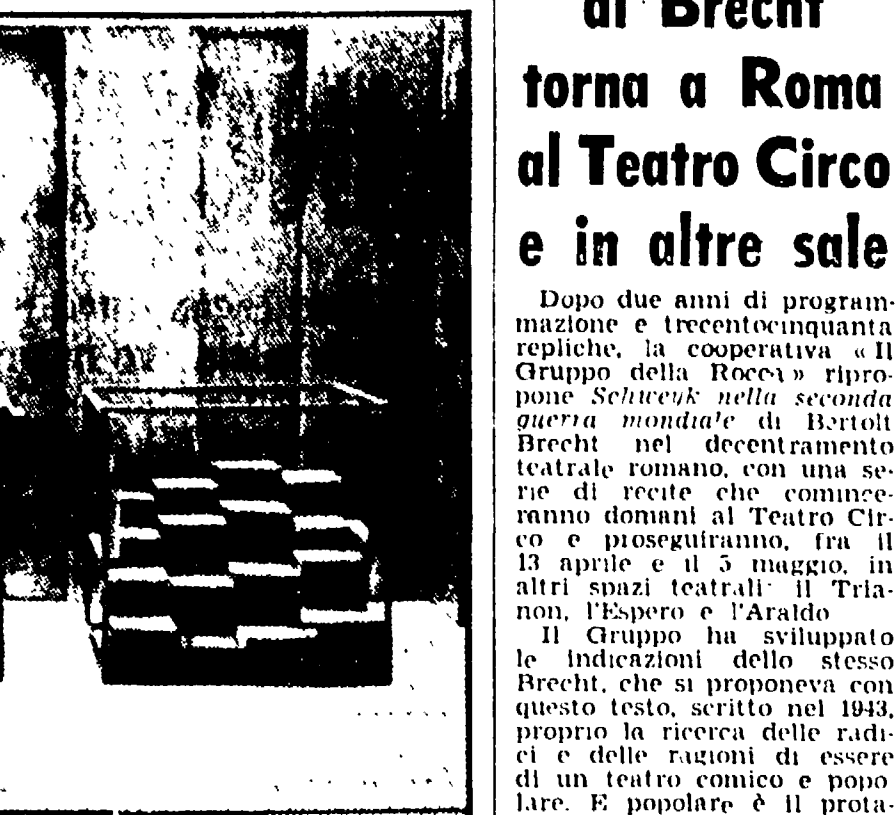 di Brecht
torna a Roma
al Teatro Circo
e in altre sale
Dopo due anni di program-
mazione e trecentocinquanta
repliche, la cooperativa « Il
Gruppo della Rocca » ripro-
pone Schweyk nella seconda
guerra mondiale di Bertolt
Brecht nel decentramento
teatrale romano, con una se-
rie di recite che comince-
ranno domani al Teatro Cir-
co e proseguiranno, fra il
13 aprile e il 5 maggio, in
altri spazi teatrali: il Tria-
non, l'Espero e l'Araldo
Il Gruppo ha sviluppato
le indicazioni dello stesso
Brecht, che si proponeva con
questo testo, scritto nel 1943,
proprio la ricerca delle radi-
ci e delle ragioni di essere
di un teatro comico e popo
lare. E popolare è il prota-